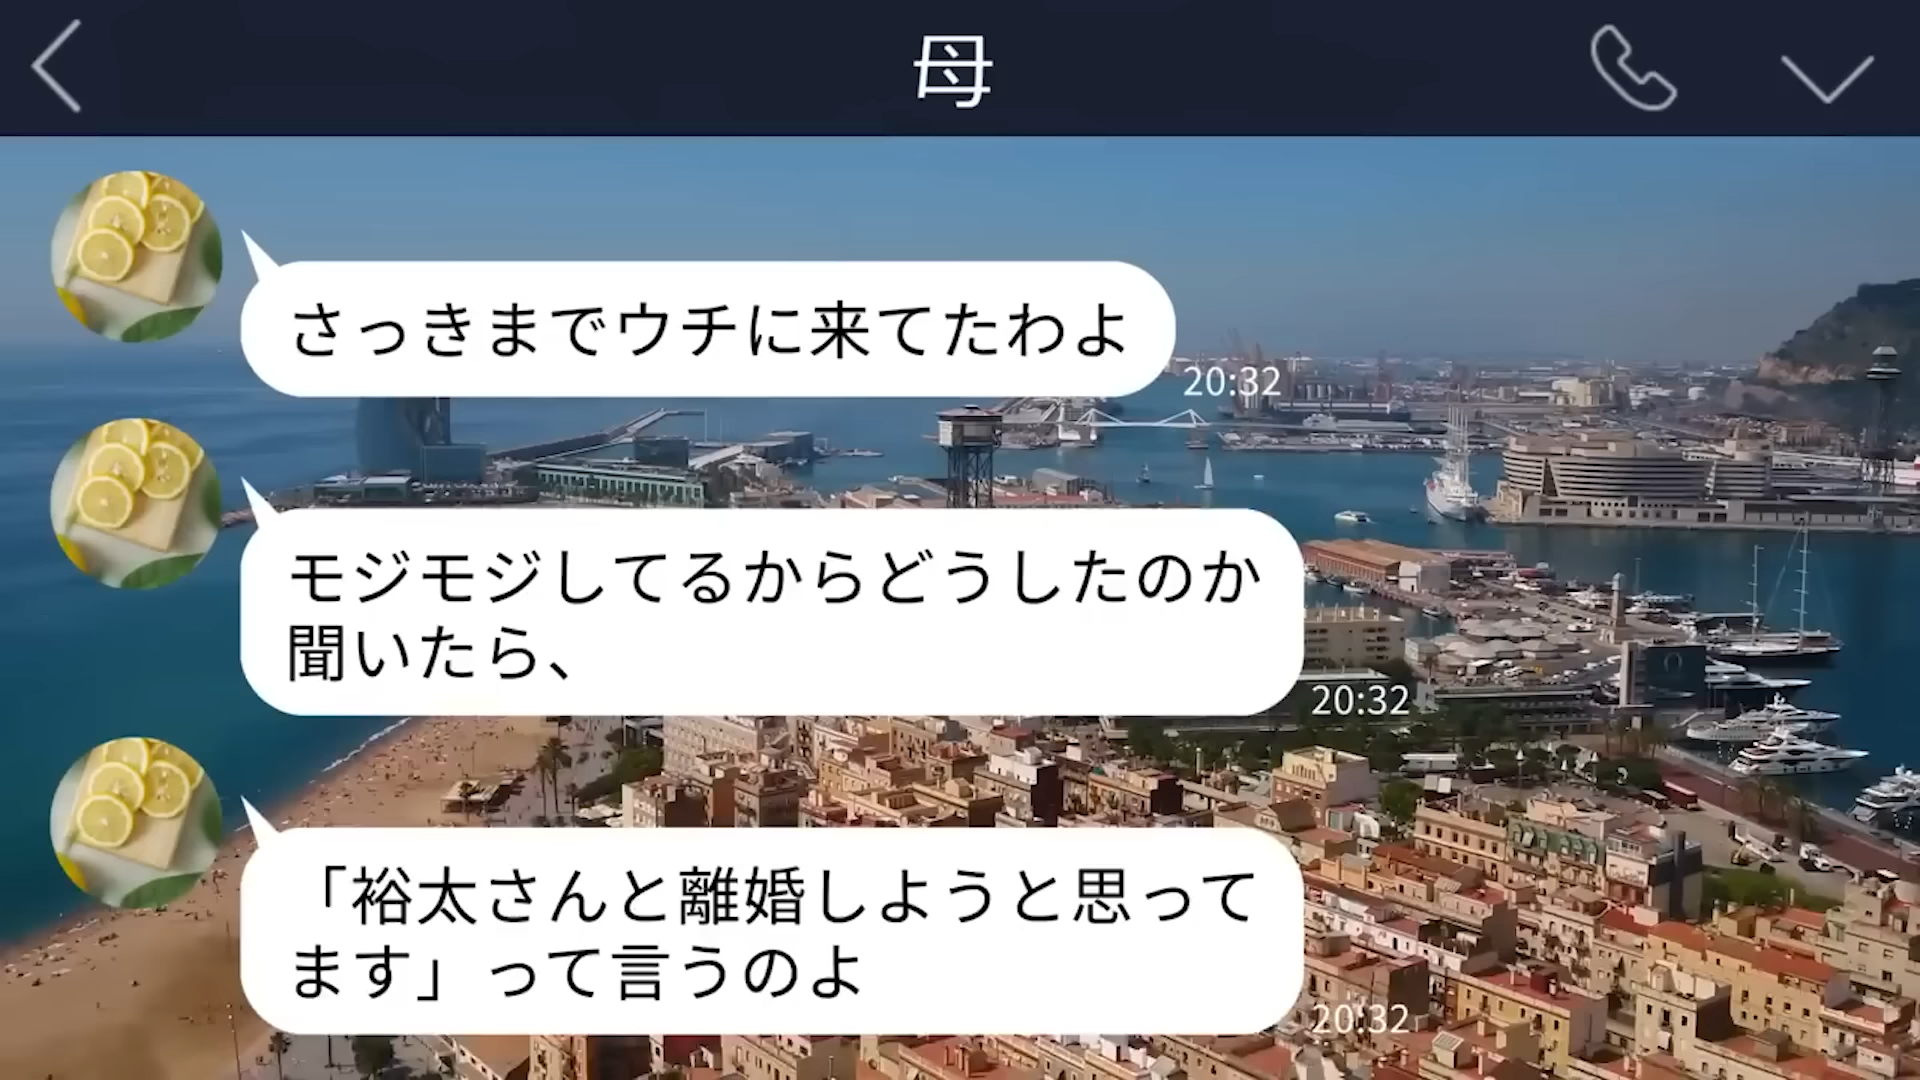 母
さっきまでウチに来てたわよ
20:32
モジモジしてるからどうしたのか
聞いたら、
20:32
「裕太さんと離婚しようと思って
ます」って言うのよ
20:32